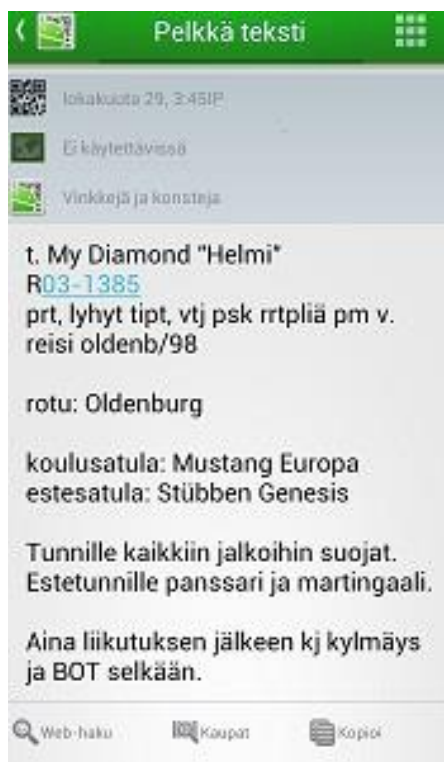 Pelkkä teksti
lokakuuta 29, 3:45IP
Ei käytettävissä
Vinkkejä ja konsteja
t. My Diamond "Helmi"
R03-1385
prt, lyhyt tipt, vtj psk rrtpliä pm v.
reisi oldenb/98
rotu: Oldenburg
koulusatula: Mustang Europa
estesatula: Stübben Genesis
Tunnille kaikkiin jalkoihin suojat.
Estetunnille panssari ja martingaali.
Aina liikutuksen jälkeen kj kylmäys
ja BOT selkään.
Web-haku Kaupat Kopioi